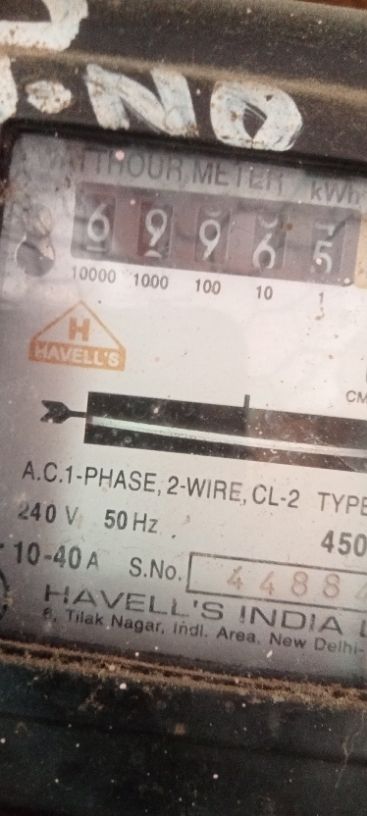 NO
WATTHOUR METER kWh
6 9 9 6 5
10000 1000 100 10 1
H
HAVELL'S
CM
A.C.1-PHASE, 2-WIRE, CL-2 TYPE
240 V 50 Hz
450
10-40 A S.No. 4488
HAVELL'S INDIA
6, Tilak Nagar, Indl. Area. New Delhi-